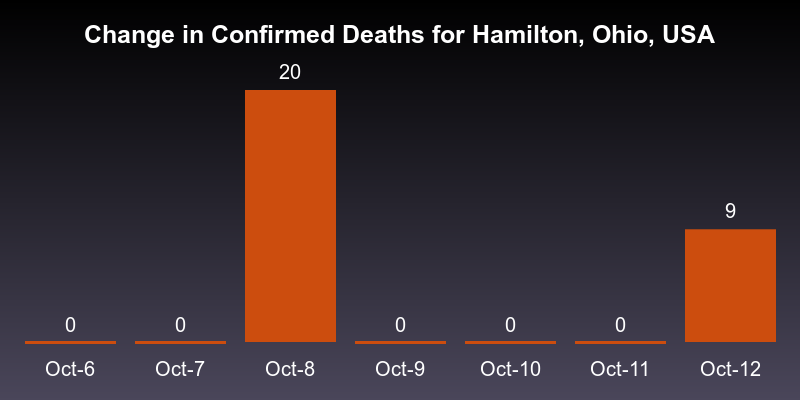 Change in Confirmed Deaths for Hamilton, Ohio, USA
20
9
0 0 0 0 0
Oct-6 Oct-7 Oct-8 Oct-9 Oct-10 Oct-11 Oct-12